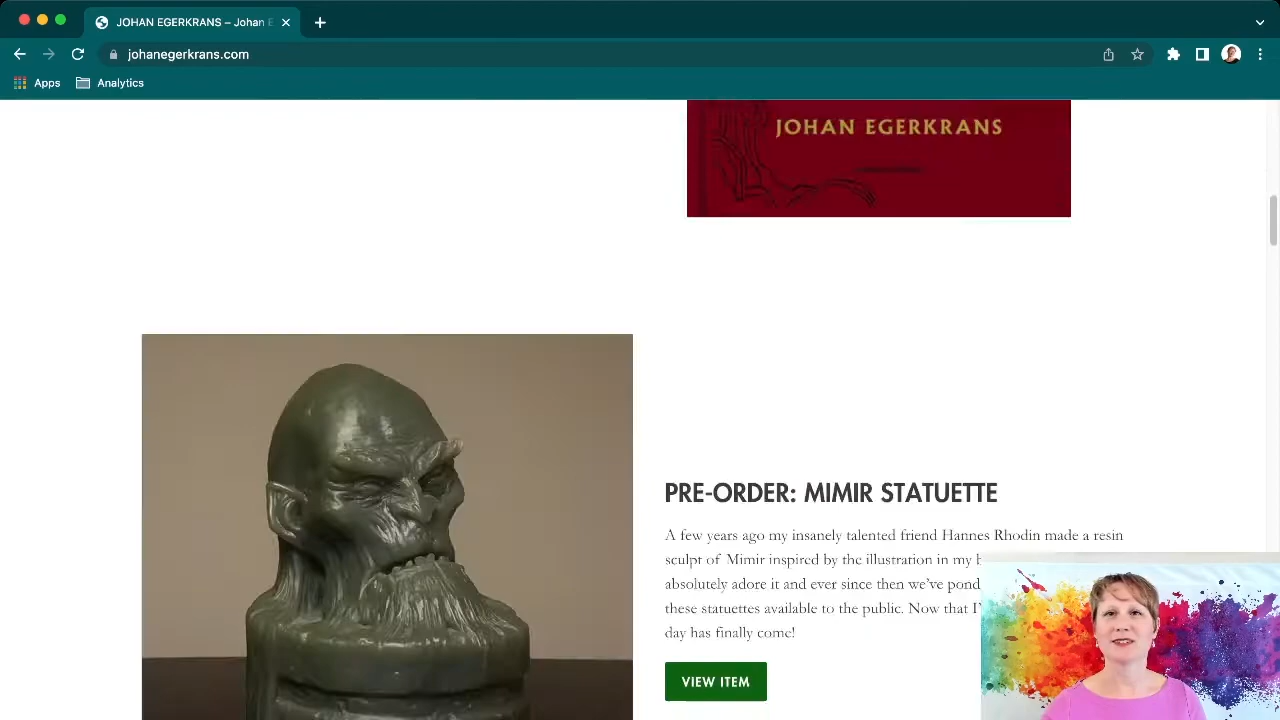 JOHAN EGERKRANS – Johan E
johanegerkrans.com
Apps
Analytics
JOHAN EGERKRANS
PRE-ORDER: MIMIR STATUETTE
A few years ago my insanely talented friend Hannes Rhodin made a resin
sculpt of Mimir inspired by the illustration in my
absolutely adore it and ever since then we’ve
these statuettes available to the public. Now that
day has finally come!
VIEW ITEM